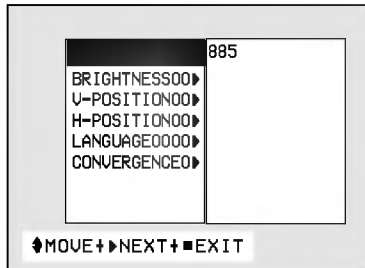 885
BRIGHTNESS00▶
V-POSITION00▶
H-POSITION00▶
LANGUAGE0000▶
CONVERGENCE0▶
♦MOVE+▶NEXT+■EXIT